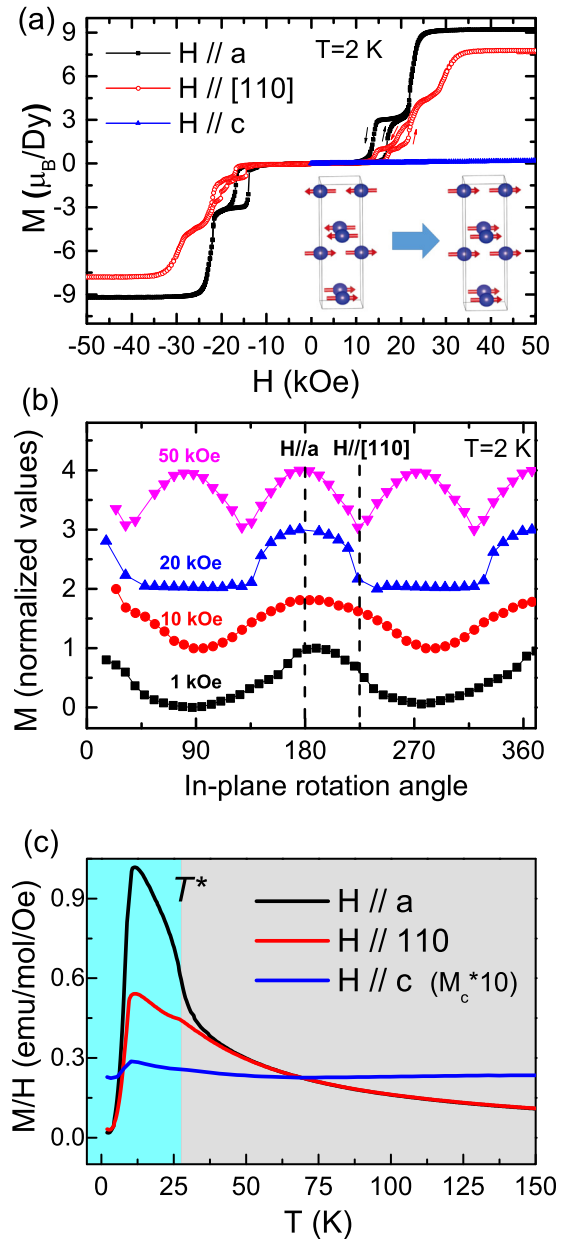 (a)
9
6
3
0
-3
-6
-9
M (μB/Dy)
H // a
H // [110]
H // c
T=2 K
-50 -40 -30 -20 -10 0 10 20 30 40 50
H (kOe)
(b)
5
4
3
2
1
0
M (normalized values)
50 kOe
H//a
H//[110]
T=2 K
20 kOe
10 kOe
1 kOe
0 90 180 270 360
In-plane rotation angle
(c)
0.9
0.6
0.3
0.0
M/H (emu/mol/Oe)
T*
H // a
H // 110
H // c (Mc*10)
0 25 50 75 100 125 150
T (K)